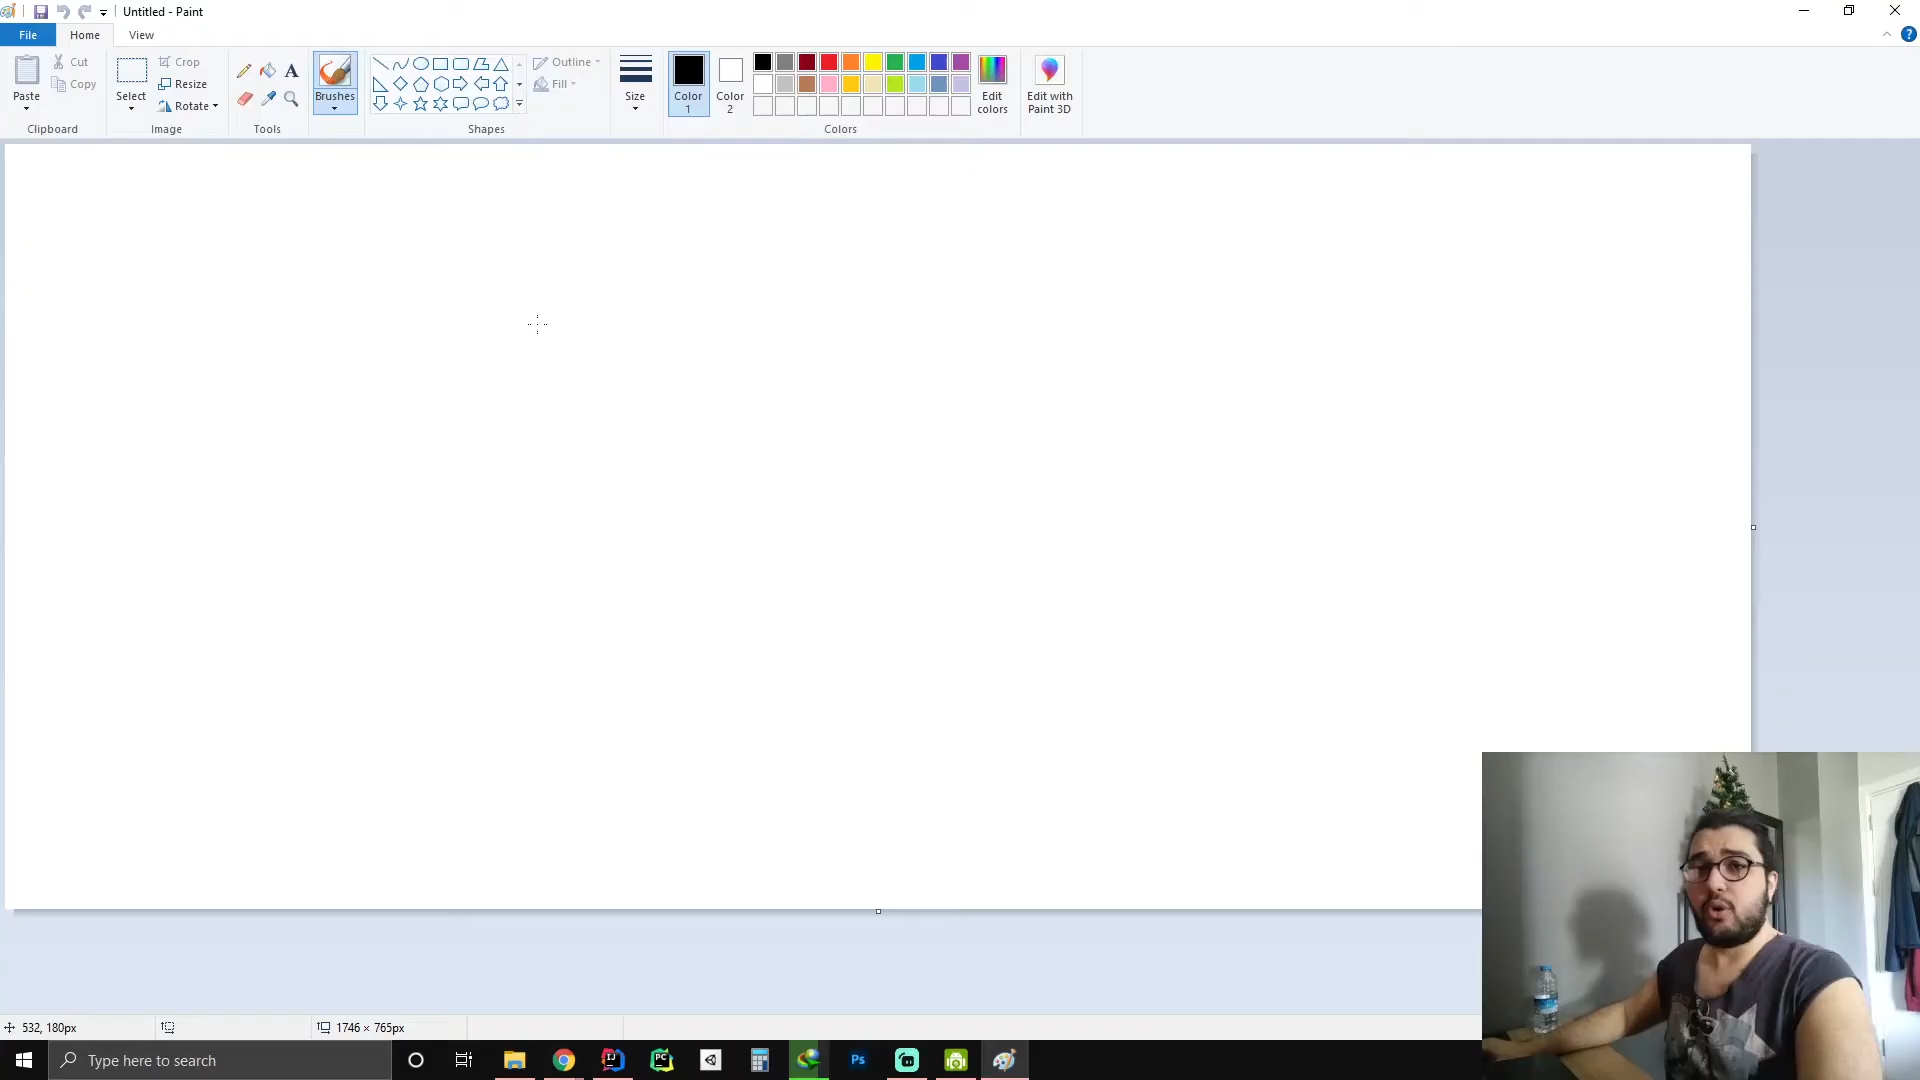 Untitled - Paint
File Home View
Paste
Cut
Copy
Clipboard
Select
Crop
Resize
Rotate
Image
A
Tools
Brushes
Shapes
Outline
Fill
Size
Color 1
Color 2
Colors
Edit colors
Edit with Paint 3D
?
532, 180px
1746 × 765px
Type here to search
IJ
PC
Ps